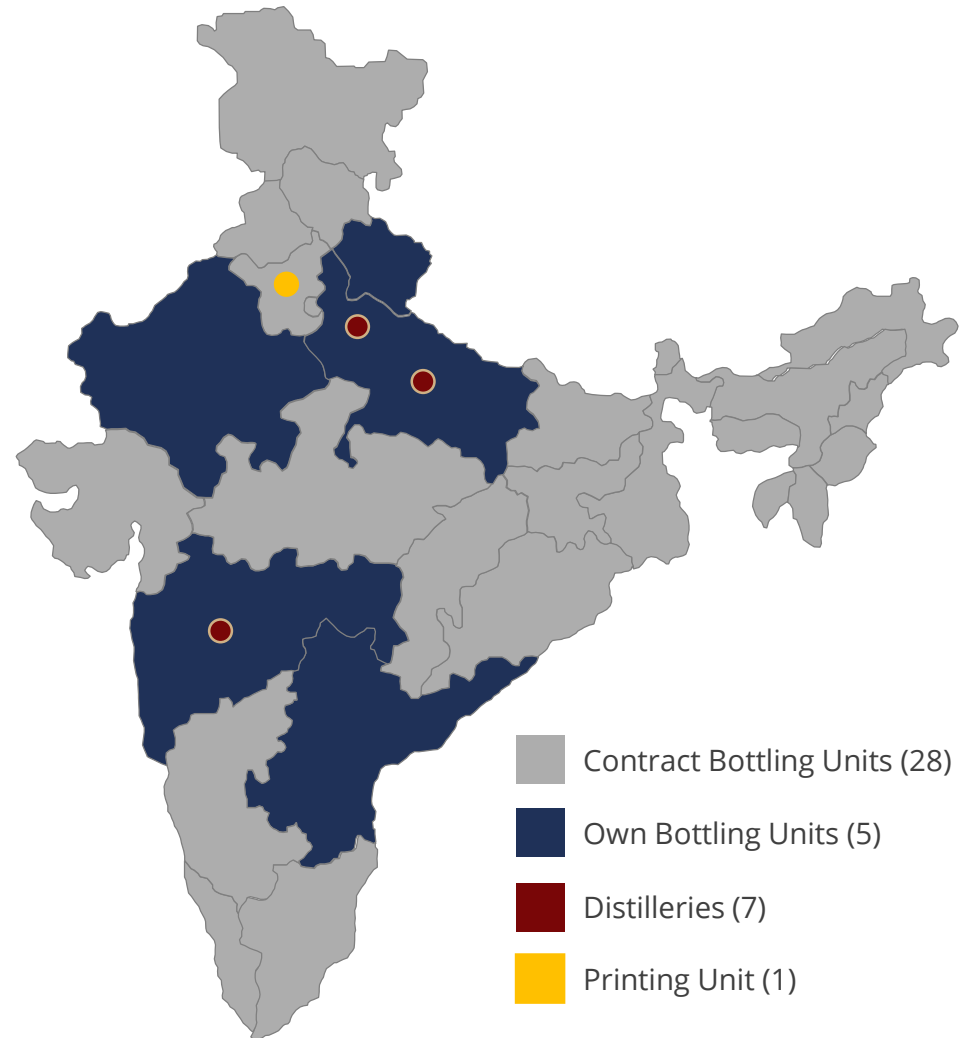 Contract Bottling Units (28)
Own Bottling Units (5)
Distilleries (7)
Printing Unit (1)